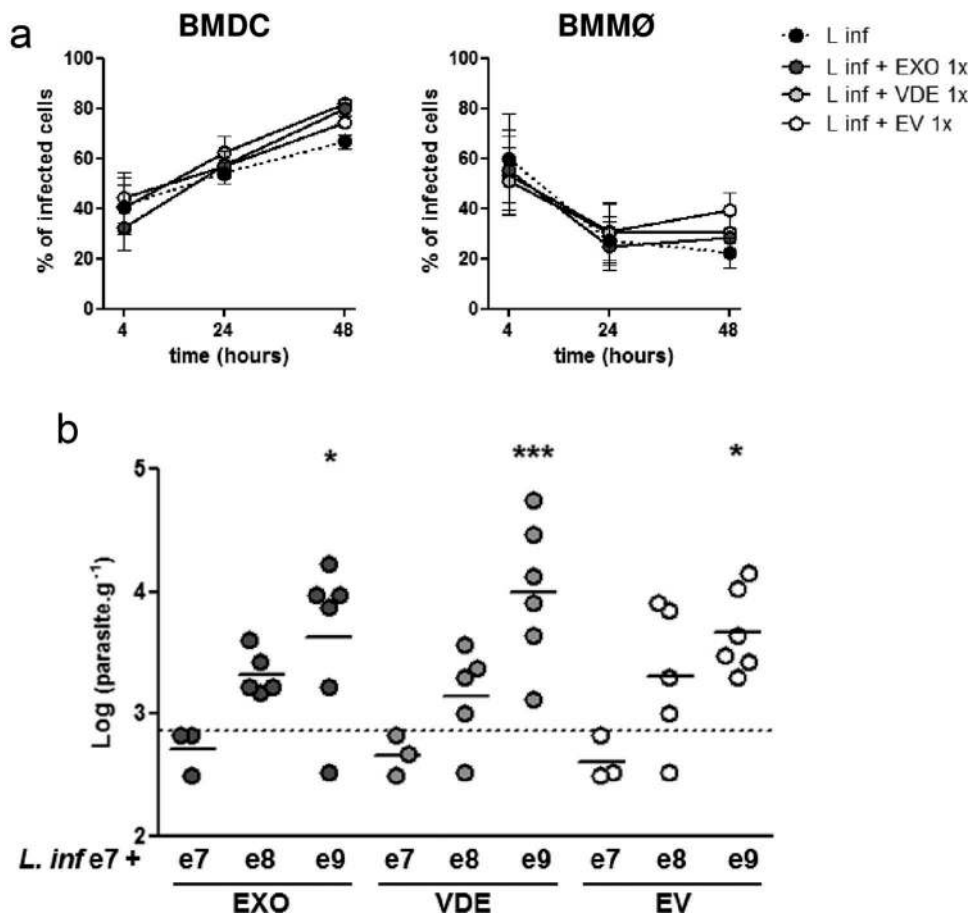 a
BMDC
% of infected cells
100
80
60
40
20
0
4 24 48
time (hours)
BMMØ
% of infected cells
100
80
60
40
20
0
4 24 48
time (hours)
L inf
L inf + EXO 1x
L inf + VDE 1x
L inf + EV 1x
b
Log (parasite.g⁻¹)
5
4
3
2
* *** *
L. inf e7 + e7 e8 e9 e7 e8 e9 e7 e8 e9
EXO VDE EV